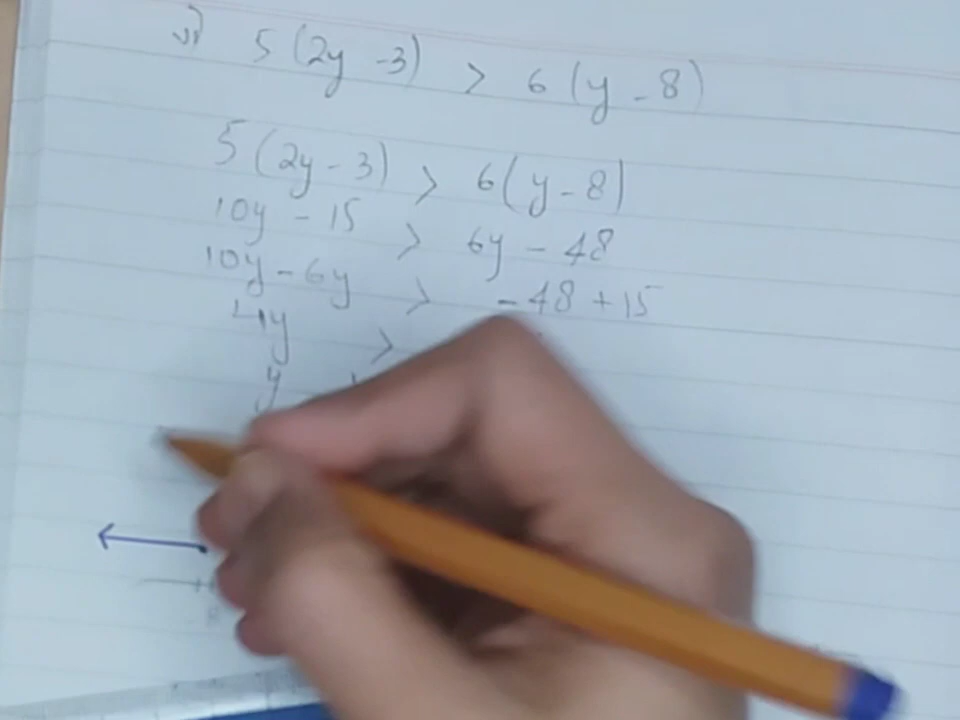 vi) 5 (2y - 3) > 6 (y - 8)
5 (2y - 3) > 6 (y - 8)
10y - 15 > 6y - 48
10y - 6y > - 48 + 15
4y >
y